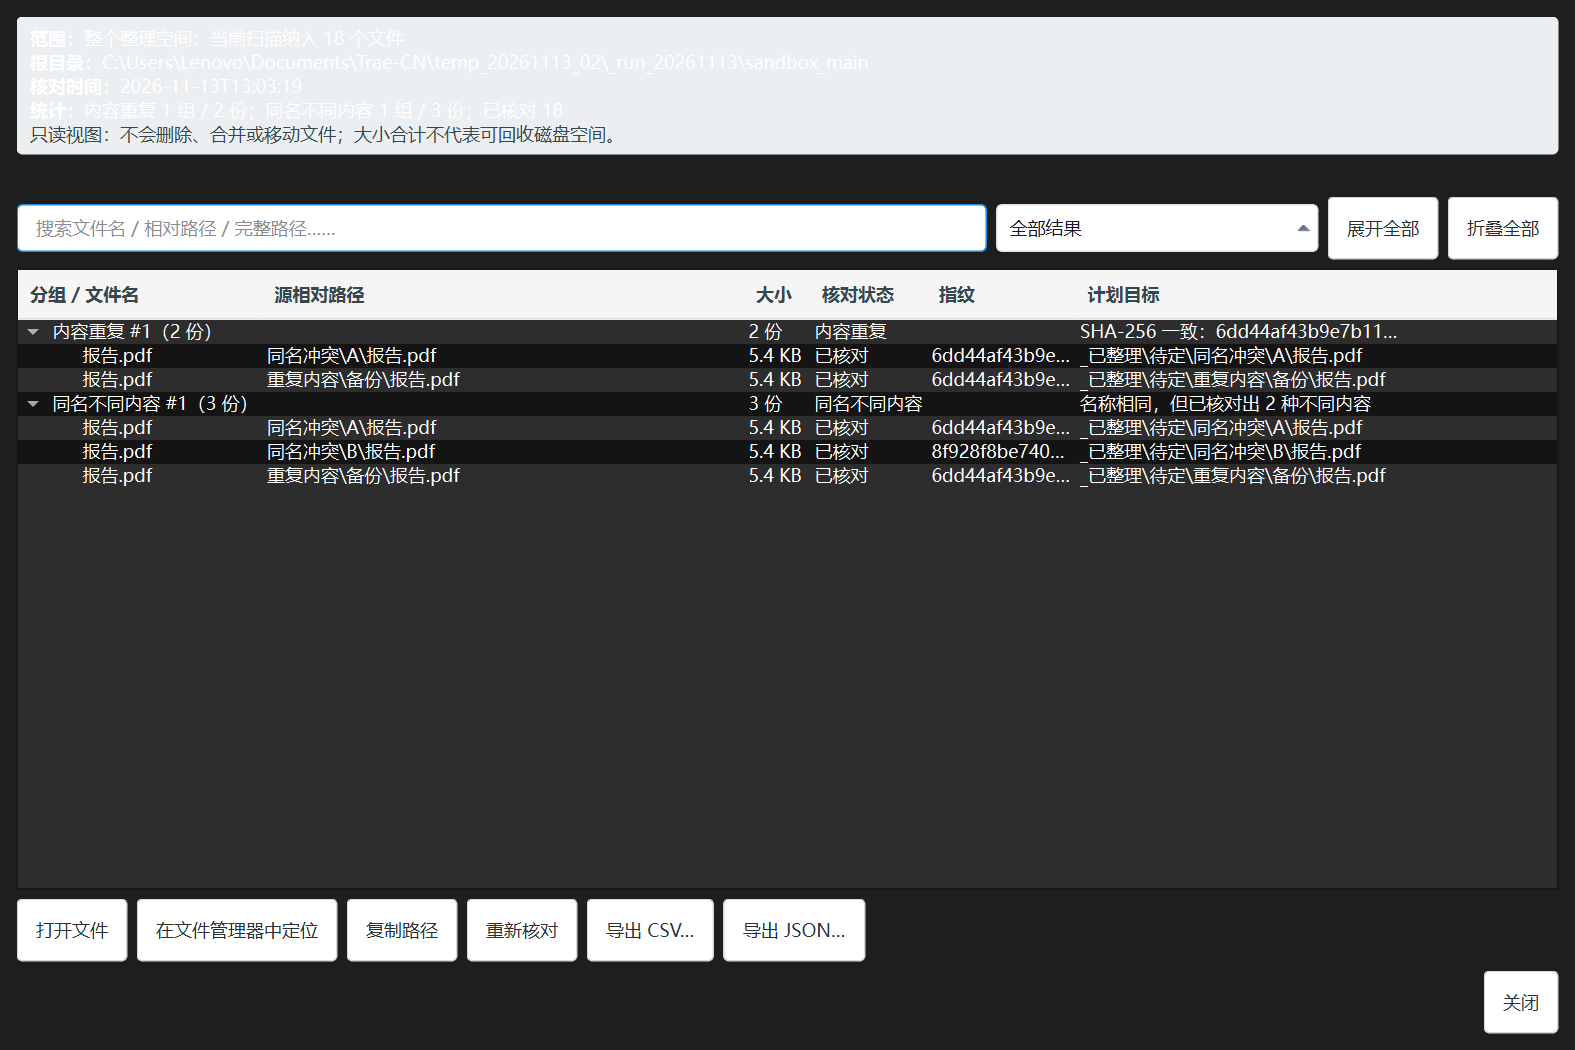 范围：整个整理空间：当前扫描纳入 18 个文件
根目录：C:\Users\Lenovo\Documents\Trae-CN\temp_20261113_02\_run_20261113\sandbox_main
核对时间：2026-11-13T13:03:19
统计：内容重复 1 组 / 2 份；同名不同内容 1 组 / 3 份；已核对 18
只读视图：不会删除、合并或移动文件；大小合计不代表可回收磁盘空间。
搜索文件名 / 相对路径 / 完整路径…… 全部结果 展开全部 折叠全部
分组 / 文件名 源相对路径 大小 核对状态 指纹 计划目标
内容重复 #1（2 份） 2 份 内容重复 SHA-256 一致：6dd44af43b9e7b11...
报告.pdf 同名冲突\A\报告.pdf 5.4 KB 已核对 6dd44af43b9e... _已整理\待定\同名冲突\A\报告.pdf
报告.pdf 重复内容\备份\报告.pdf 5.4 KB 已核对 6dd44af43b9e... _已整理\待定\重复内容\备份\报告.pdf
同名不同内容 #1（3 份） 3 份 同名不同内容 名称相同，但已核对出 2 种不同内容
报告.pdf 同名冲突\A\报告.pdf 5.4 KB 已核对 6dd44af43b9e... _已整理\待定\同名冲突\A\报告.pdf
报告.pdf 同名冲突\B\报告.pdf 5.4 KB 已核对 8f928f8be740... _已整理\待定\同名冲突\B\报告.pdf
报告.pdf 重复内容\备份\报告.pdf 5.4 KB 已核对 6dd44af43b9e... _已整理\待定\重复内容\备份\报告.pdf
打开文件 在文件管理器中定位 复制路径 重新核对 导出 CSV... 导出 JSON...
关闭